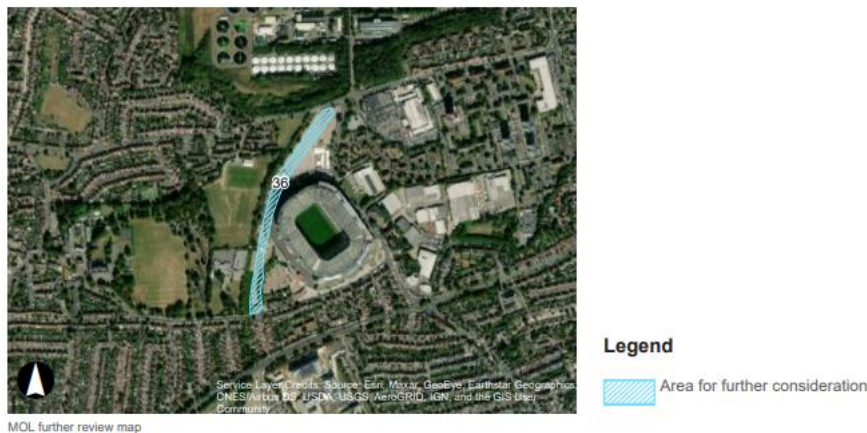 36
Service Layer Credits: Source: Esri, Maxar, GeoEye, Earthstar Geographics,
CNES/Airbus DS, USDA, USGS, AeroGRID, IGN, and the GIS User
Community
Legend
Area for further consideration
MOL further review map